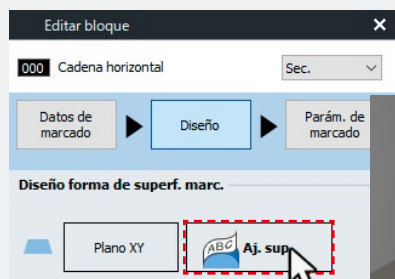 Editar bloque
000 Cadena horizontal Sec.
Datos de marcado Diseño Parám. de marcado
Diseño forma de superf. marc.
Plano XY ABC Aj. sup.